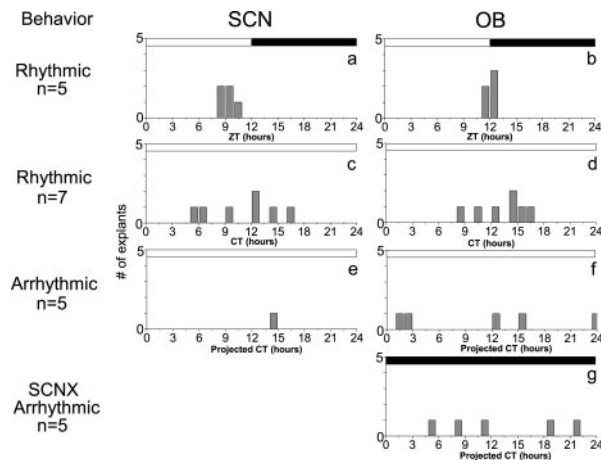 Behavior
SCN
OB
Rhythmic
n=5
5
0
a
0 3 6 9 12 15 18 21 24
ZT (hours)
5
0
b
0 3 6 9 12 15 18 21 24
ZT (hours)
Rhythmic
n=7
5
0
c
0 3 6 9 12 15 18 21 24
CT (hours)
5
0
d
0 3 6 9 12 15 18 21 24
CT (hours)
# of explants
Arrhythmic
n=5
5
0
e
0 3 6 9 12 15 18 21 24
Projected CT (hours)
5
0
f
0 3 6 9 12 15 18 21 24
Projected CT (hours)
SCNX
Arrhythmic
n=5
5
0
g
0 3 6 9 12 15 18 21 24
Projected CT (hours)